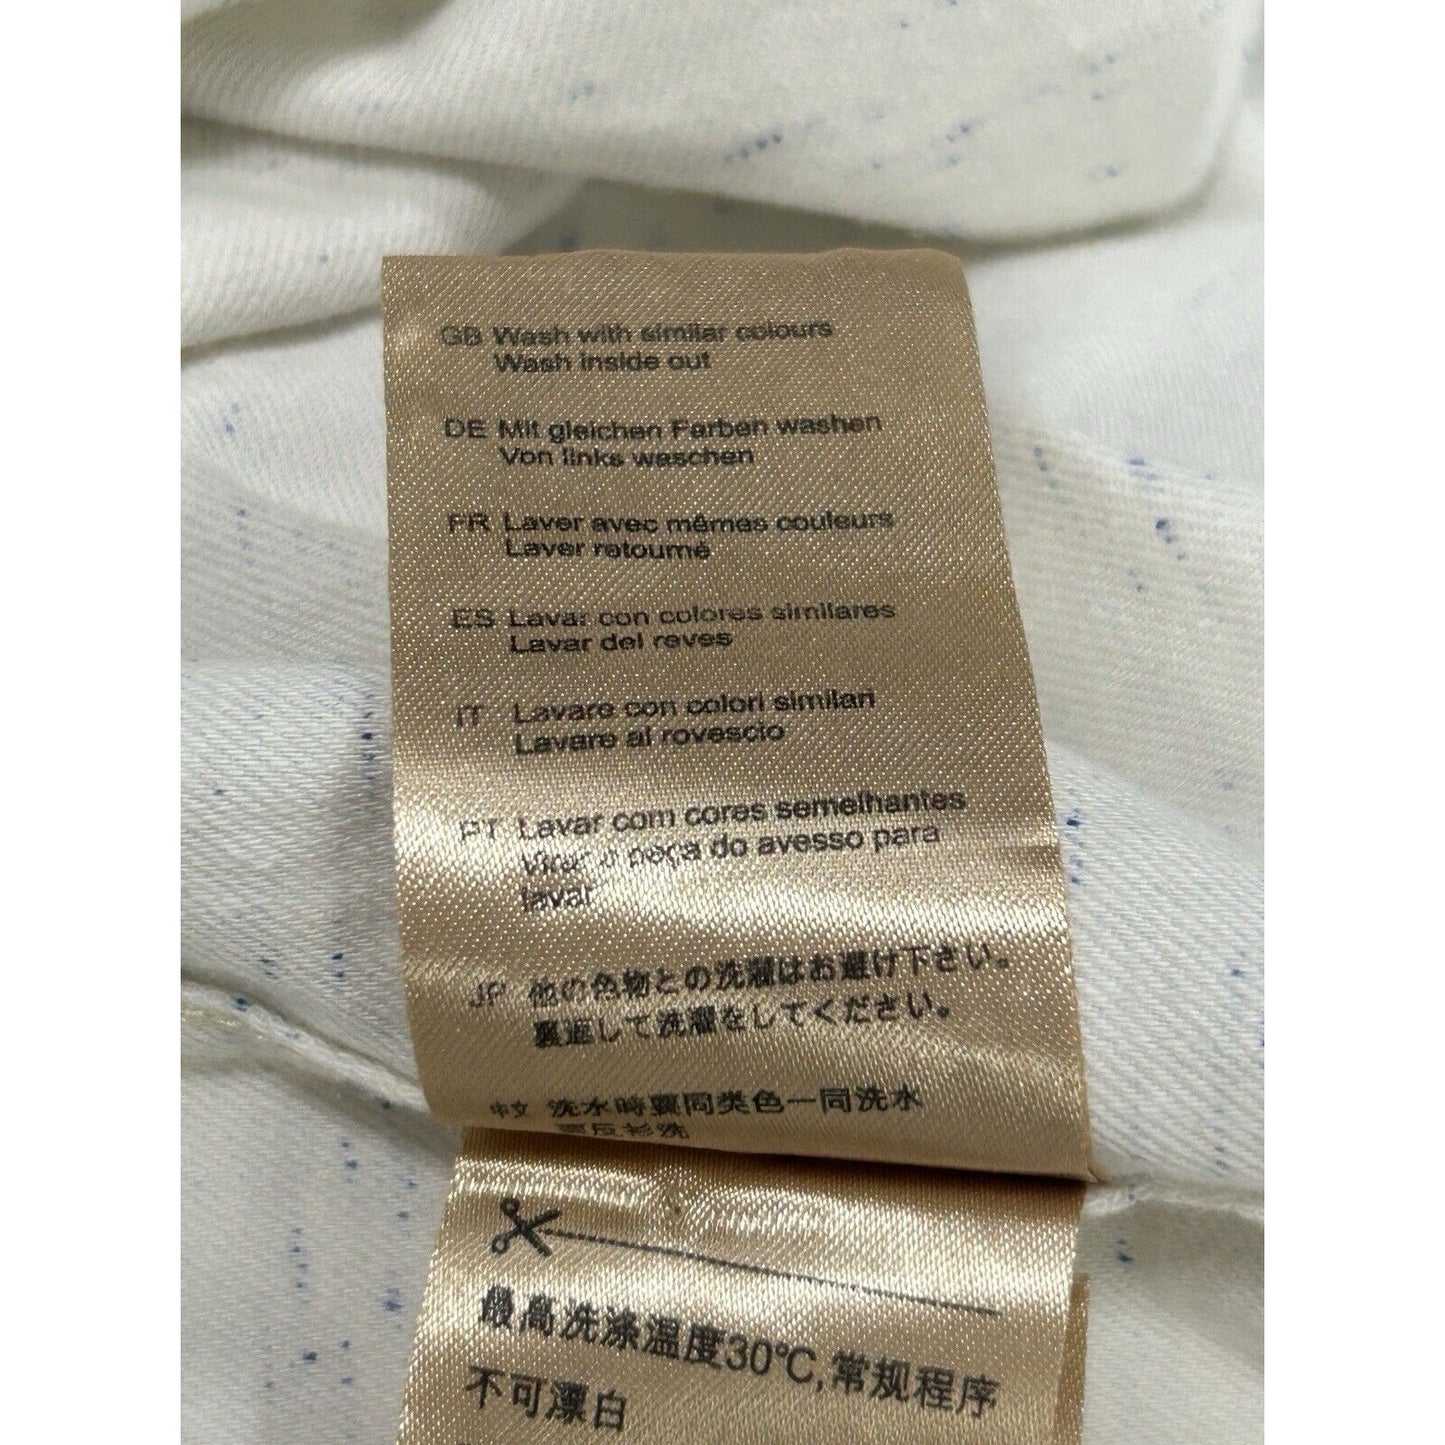 GB Wash with similar colours
Wash inside out
DE Mit gleichen Farben washen
Von links waschen
FR Laver avec mêmes couleurs
Laver retourné
ES Lavar con colores similares
Lavar del reves
IT Lavare con colori similari
Lavare al rovescio
PT Lavar com cores semelhantes
Virar a peça do avesso para
lavar
JP 他の色物との洗濯はお避け下さい。
裏返して洗濯をしてください。
中文 洗水時要同类色一同洗水
洗
最高洗涤温度30℃,常规程序
不可漂白